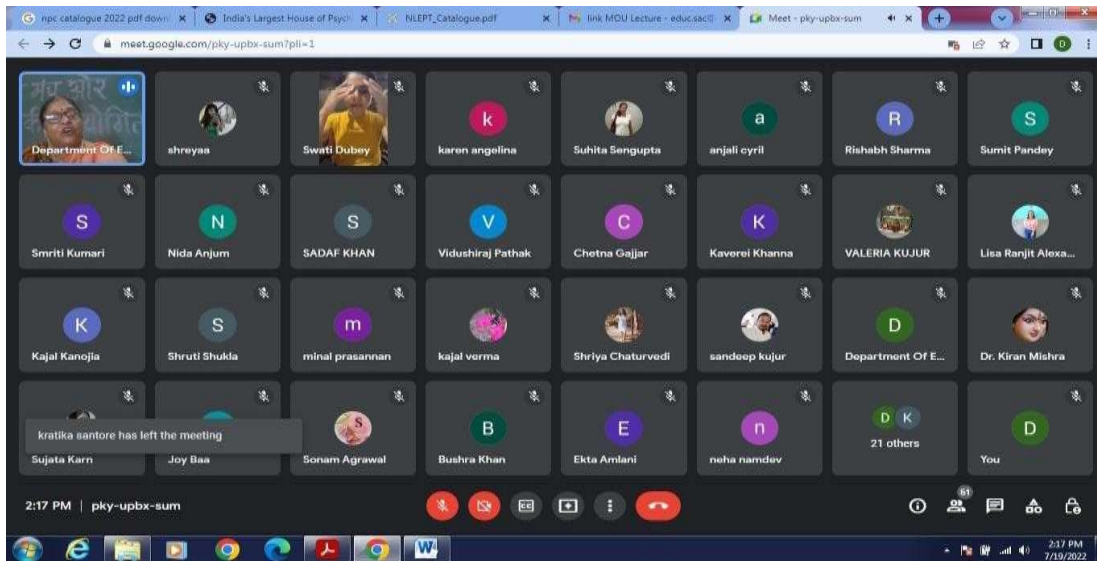 npc catalogue 2022 pdf down
India's Largest House of Psych
NLEPT_Catalogue.pdf
link MOU Lecture - educ.sac@
Meet - pky-upbx-sum
meet.google.com/pky-upbx-sum?pli=1
D
मंच और
Department Of E...
shreyaa
Swati Dubey
k
karen angelina
Suhita Sengupta
a
anjali cyril
R
Rishabh Sharma
S
Sumit Pandey
S
Smriti Kumari
N
Nida Anjum
S
SADAF KHAN
V
Vidushiraj Pathak
C
Chetna Gajjar
K
Kaverei Khanna
VALERIA KUJUR
Lisa Ranjit Alexa...
K
Kajal Kanojia
S
Shruti Shukla
m
minal prasannan
kajal verma
Shriya Chaturvedi
sandeep kujur
D
Department Of E...
Dr. Kiran Mishra
kratika santore has left the meeting
Sujata Karn
Joy Baa
S
Sonam Agrawal
B
Bushra Khan
E
Ekta Amlani
n
neha namdev
D K
21 others
D
You
2:17 PM | pky-upbx-sum
CC
61
W
2:17 PM
7/19/2022